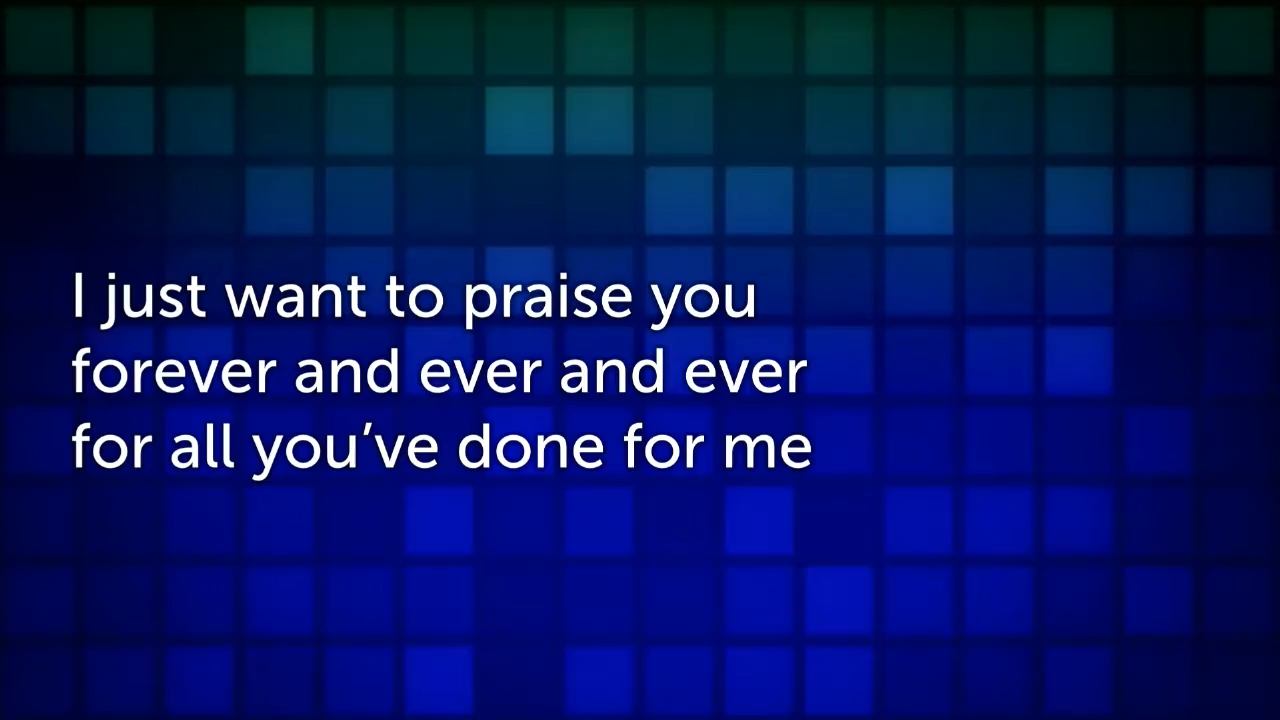 I just want to praise you
forever and ever and ever
for all you’ve done for me